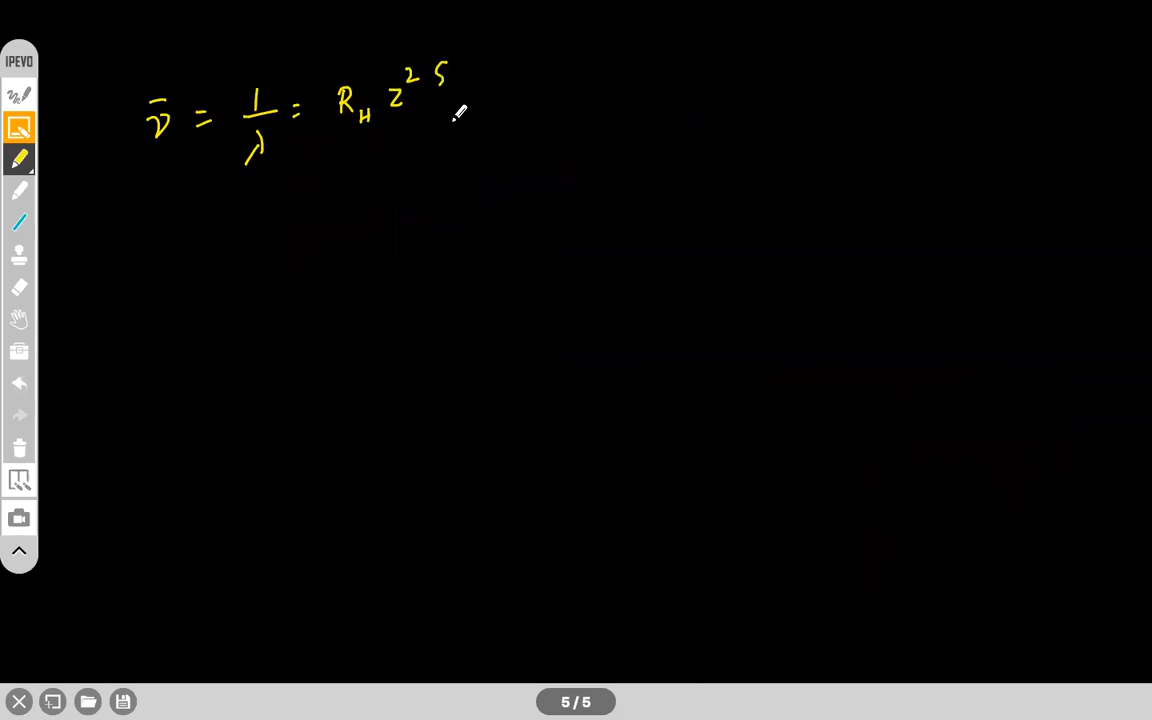 IPEVO
ν̄ = 1/λ = R_H Z²
5/5